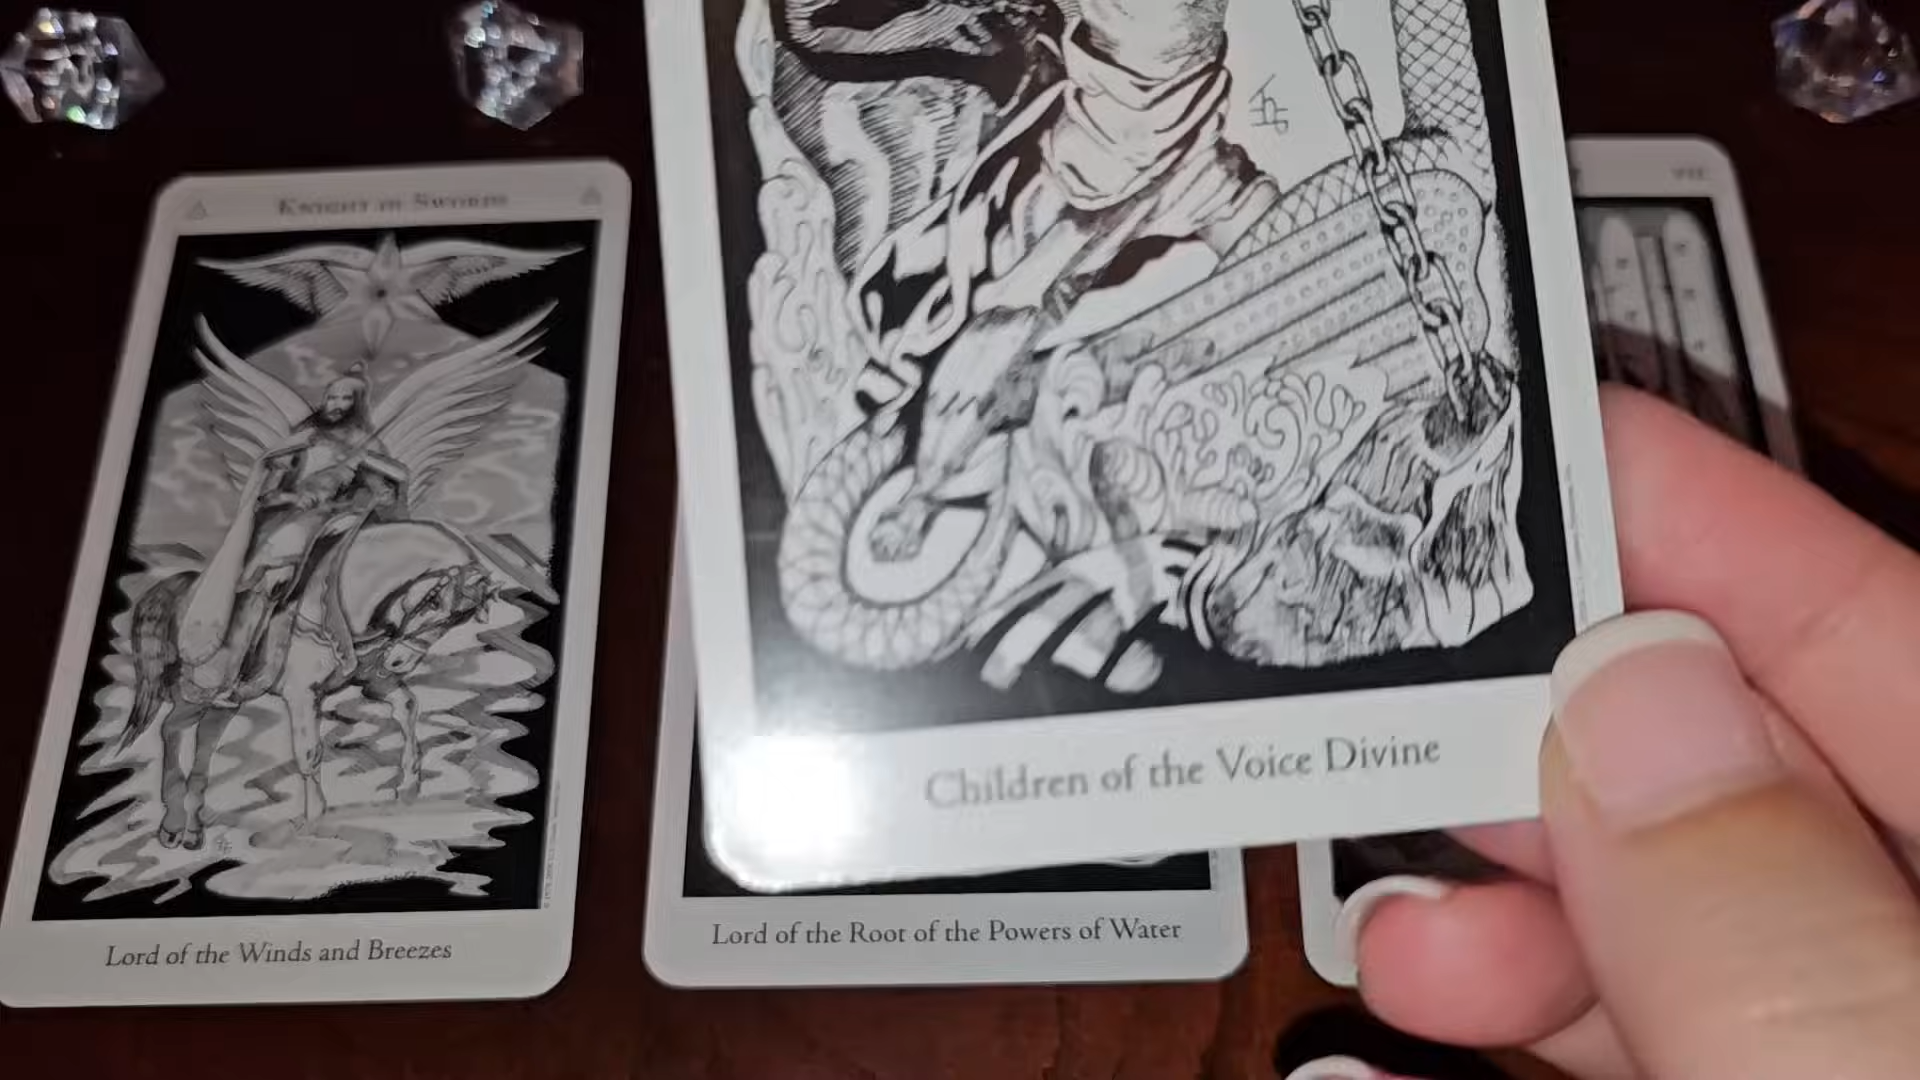 Knight of Swords
VII
Children of the Voice Divine
Lord of the Winds and Breezes
Lord of the Root of the Powers of Water